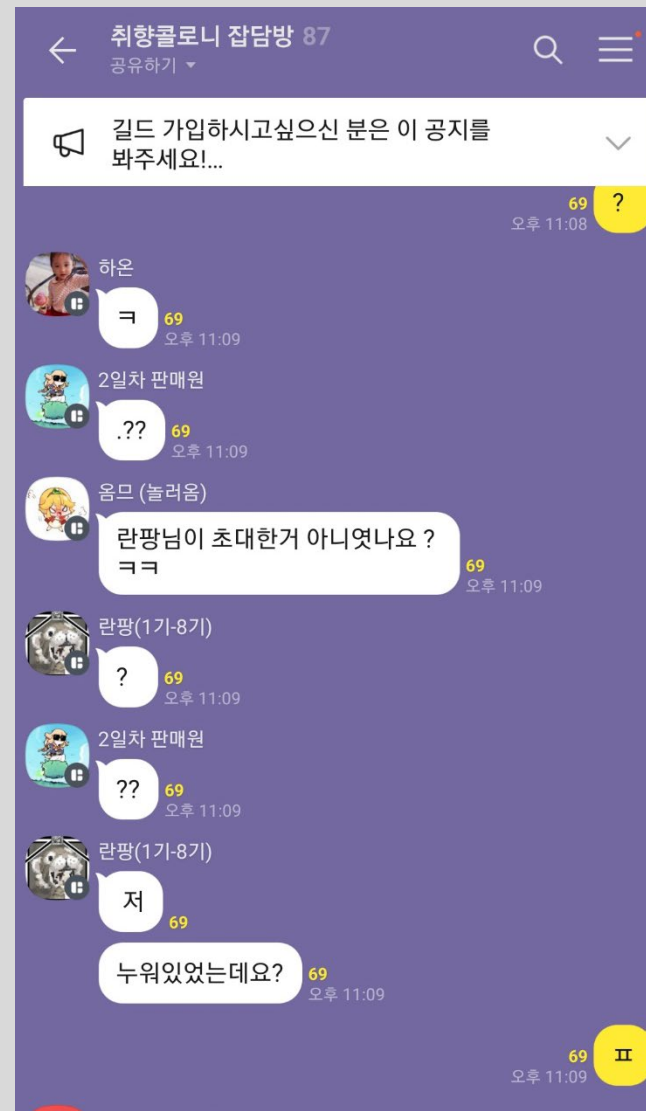 취향콜로니 잡담방 87
공유하기
길드 가입하시고싶으신 분은 이 공지를
봐주세요!...
69 ?
오후 11:08
하온
ㅋ 69
오후 11:09
2일차 판매원
.?? 69
오후 11:09
옴므 (놀러옴)
란팡님이 초대한거 아니엿나요 ?
ㅋㅋ 69
오후 11:09
란팡(1기-8기)
? 69
오후 11:09
2일차 판매원
?? 69
오후 11:09
란팡(1기-8기)
저 69
누워있었는데요? 69
오후 11:09
69 ㅍ
오후 11:09